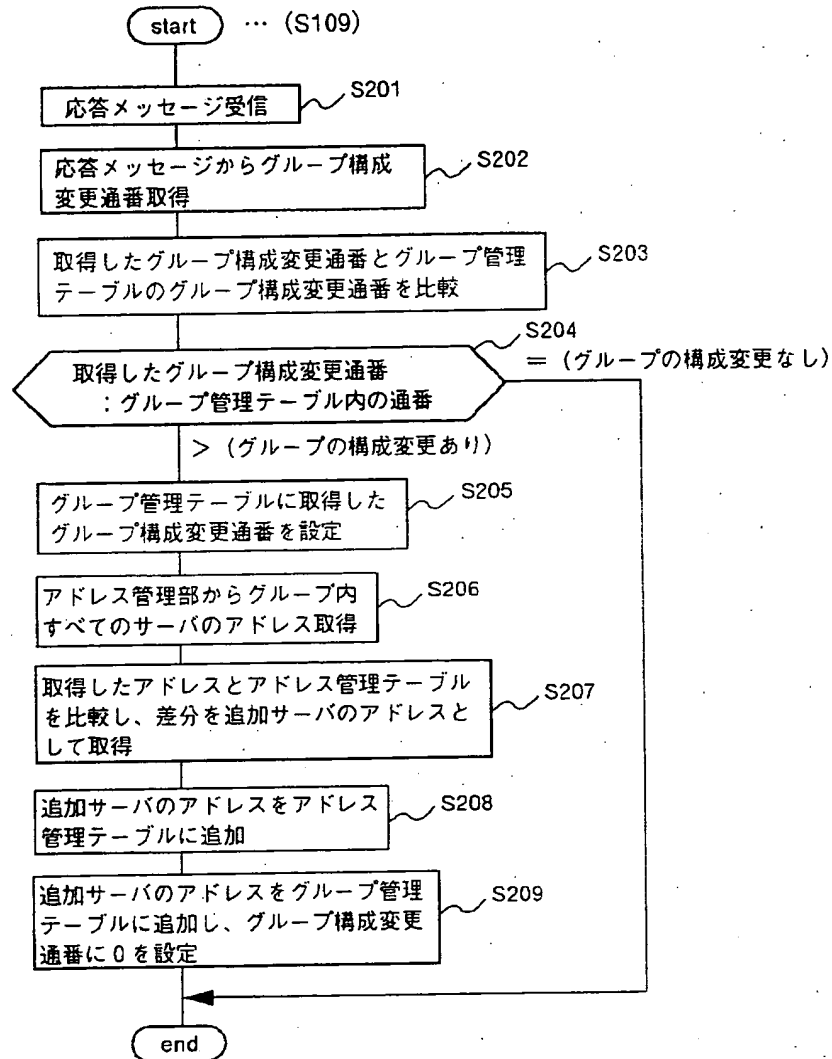 start … (S109)
応答メッセージ受信 S201
応答メッセージからグループ構成
変更通番取得
S202
取得したグループ構成変更通番とグループ管理
テーブルのグループ構成変更通番を比較
S203
S204
取得したグループ構成変更通番
:グループ管理テーブル内の通番
= (グループの構成変更なし)
> (グループの構成変更あり)
グループ管理テーブルに取得した
グループ構成変更通番を設定
S205
アドレス管理部からグループ内
すべてのサーバのアドレス取得
S206
取得したアドレスとアドレス管理テーブル
を比較し、差分を追加サーバのアドレスと
して取得
S207
追加サーバのアドレスをアドレス
管理テーブルに追加
S208
追加サーバのアドレスをグループ管理
テーブルに追加し、グループ構成変更
通番に0を設定
S209
end